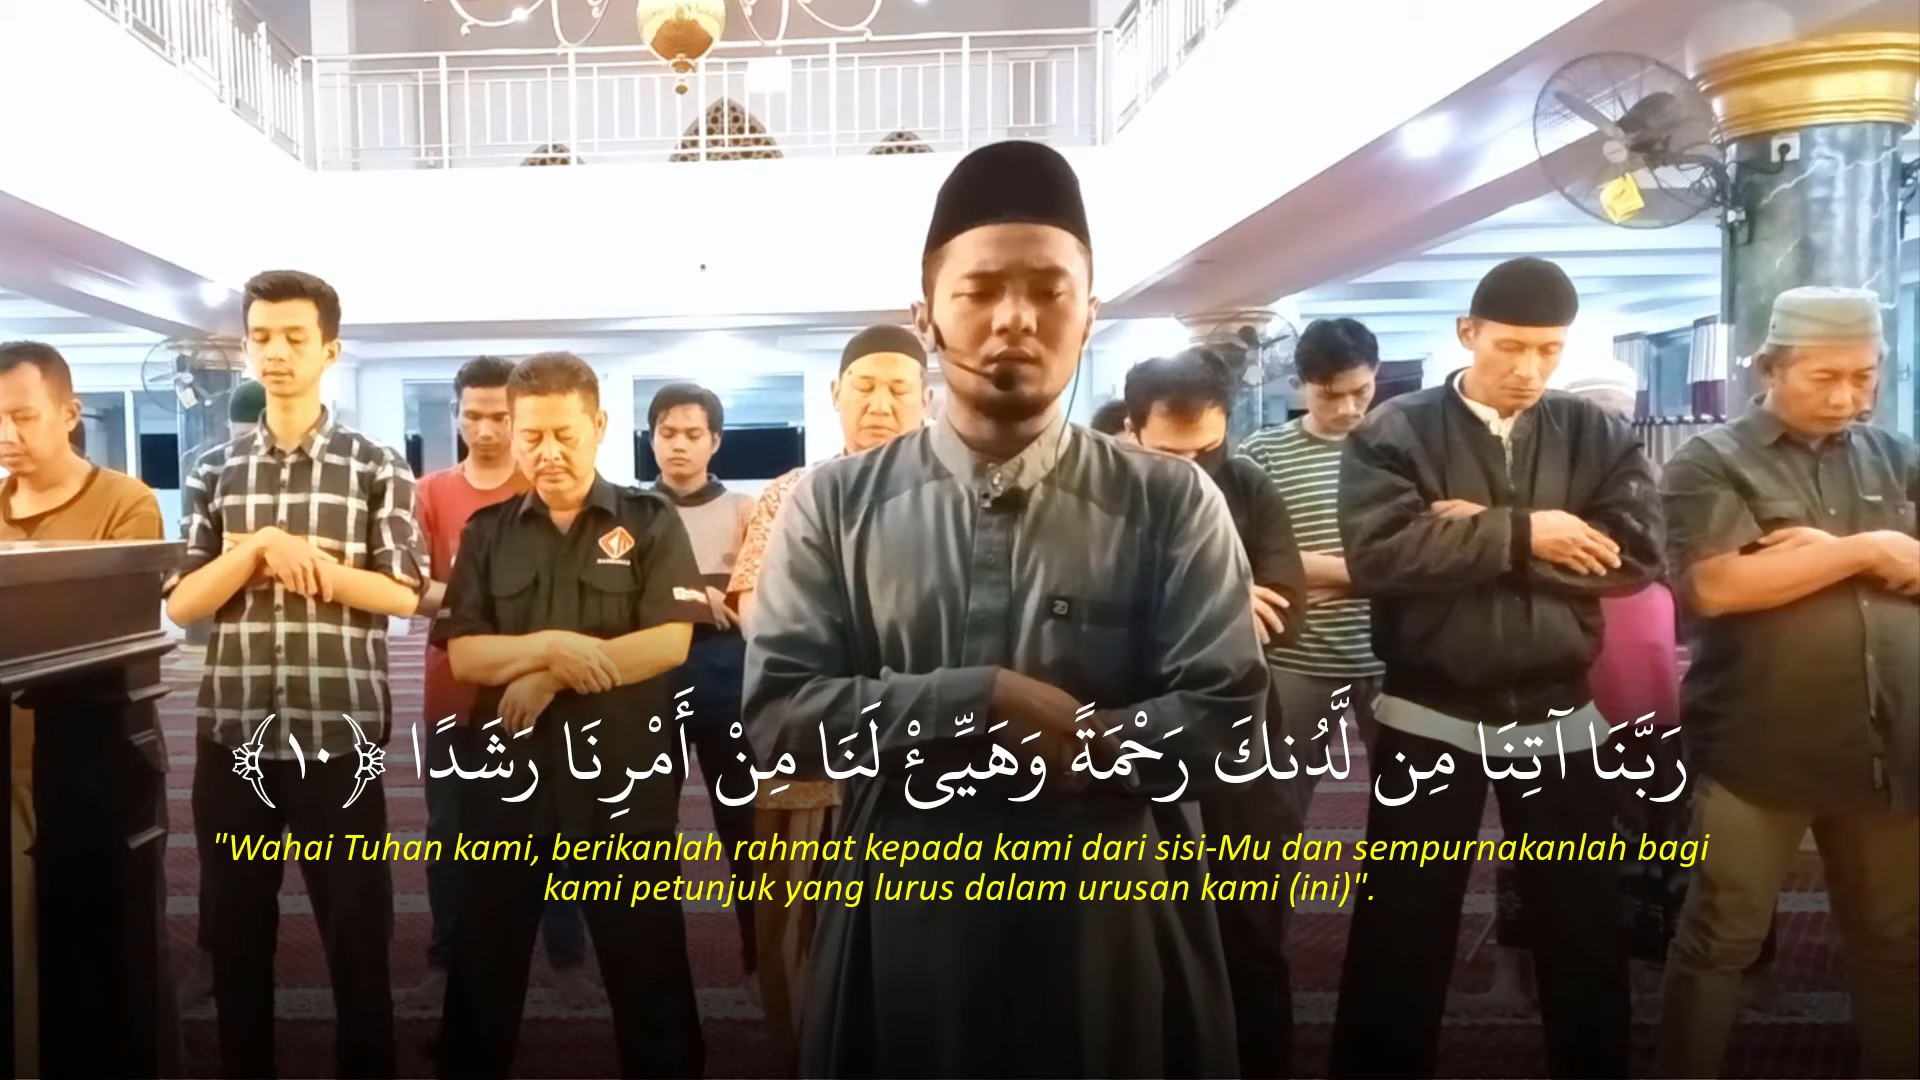 رَبَّنَا آتِنَا مِن لَّدُنكَ رَحْمَةً وَهَيِّئْ لَنَا مِنْ أَمْرِنَا رَشَدًا ﴿١٠﴾
"Wahai Tuhan kami, berikanlah rahmat kepada kami dari sisi-Mu dan sempurnakanlah bagi
kami petunjuk yang lurus dalam urusan kami (ini)".